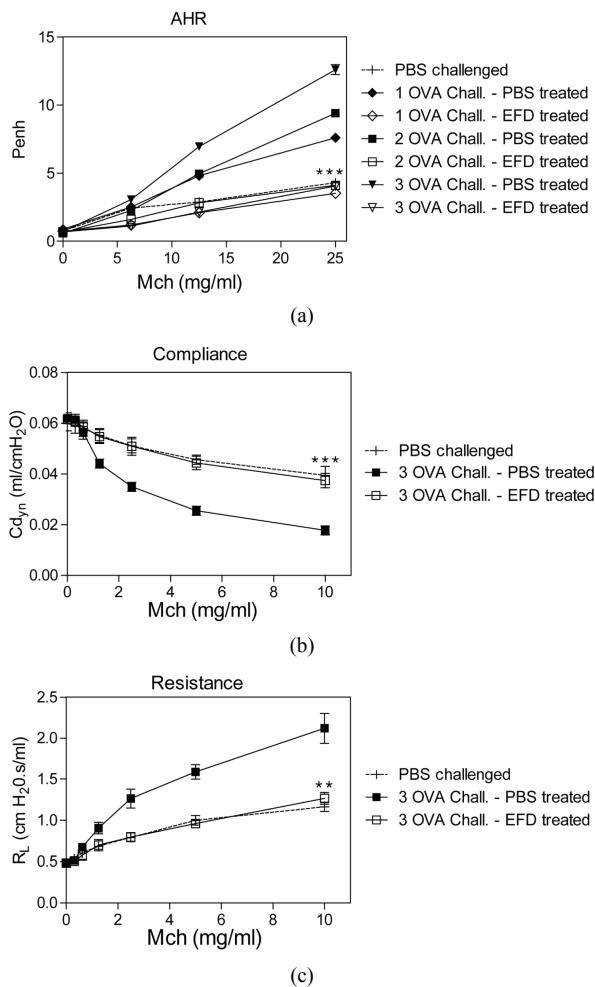 AHR
15
10
5
0
Penh
0 5 10 15 20 25
Mch (mg/ml)
***
PBS challenged
1 OVA Chall. - PBS treated
1 OVA Chall. - EFD treated
2 OVA Chall. - PBS treated
2 OVA Chall. - EFD treated
3 OVA Chall. - PBS treated
3 OVA Chall. - EFD treated
(a)
Compliance
0.08
0.06
0.04
0.02
0.00
Cdyn (ml/cmH2O)
0 2 4 6 8 10
Mch (mg/ml)
***
PBS challenged
3 OVA Chall. - PBS treated
3 OVA Chall. - EFD treated
(b)
Resistance
2.5
2.0
1.5
1.0
0.5
0.0
RL (cm H20.s/ml)
0 2 4 6 8 10
Mch (mg/ml)
**
PBS challenged
3 OVA Chall. - PBS treated
3 OVA Chall. - EFD treated
(c)